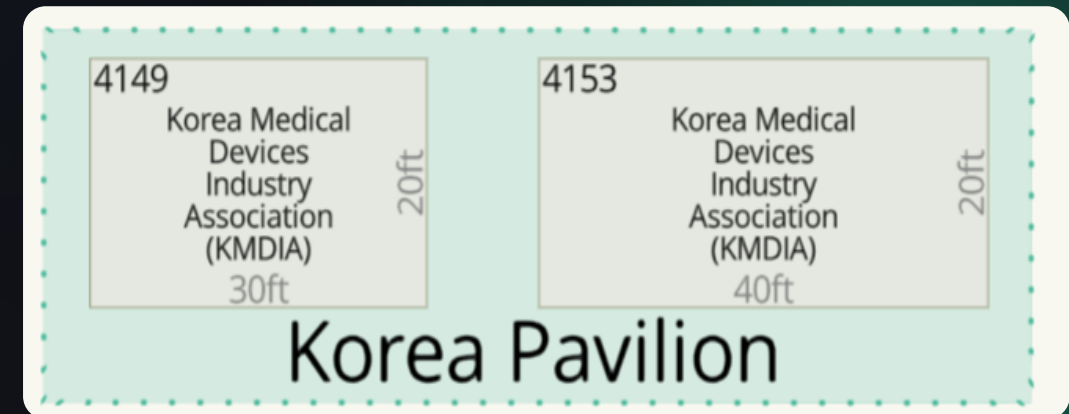 4149
Korea Medical
Devices
Industry
Association
(KMDIA)
20ft
30ft
4153
Korea Medical
Devices
Industry
Association
(KMDIA)
20ft
40ft
Korea Pavilion